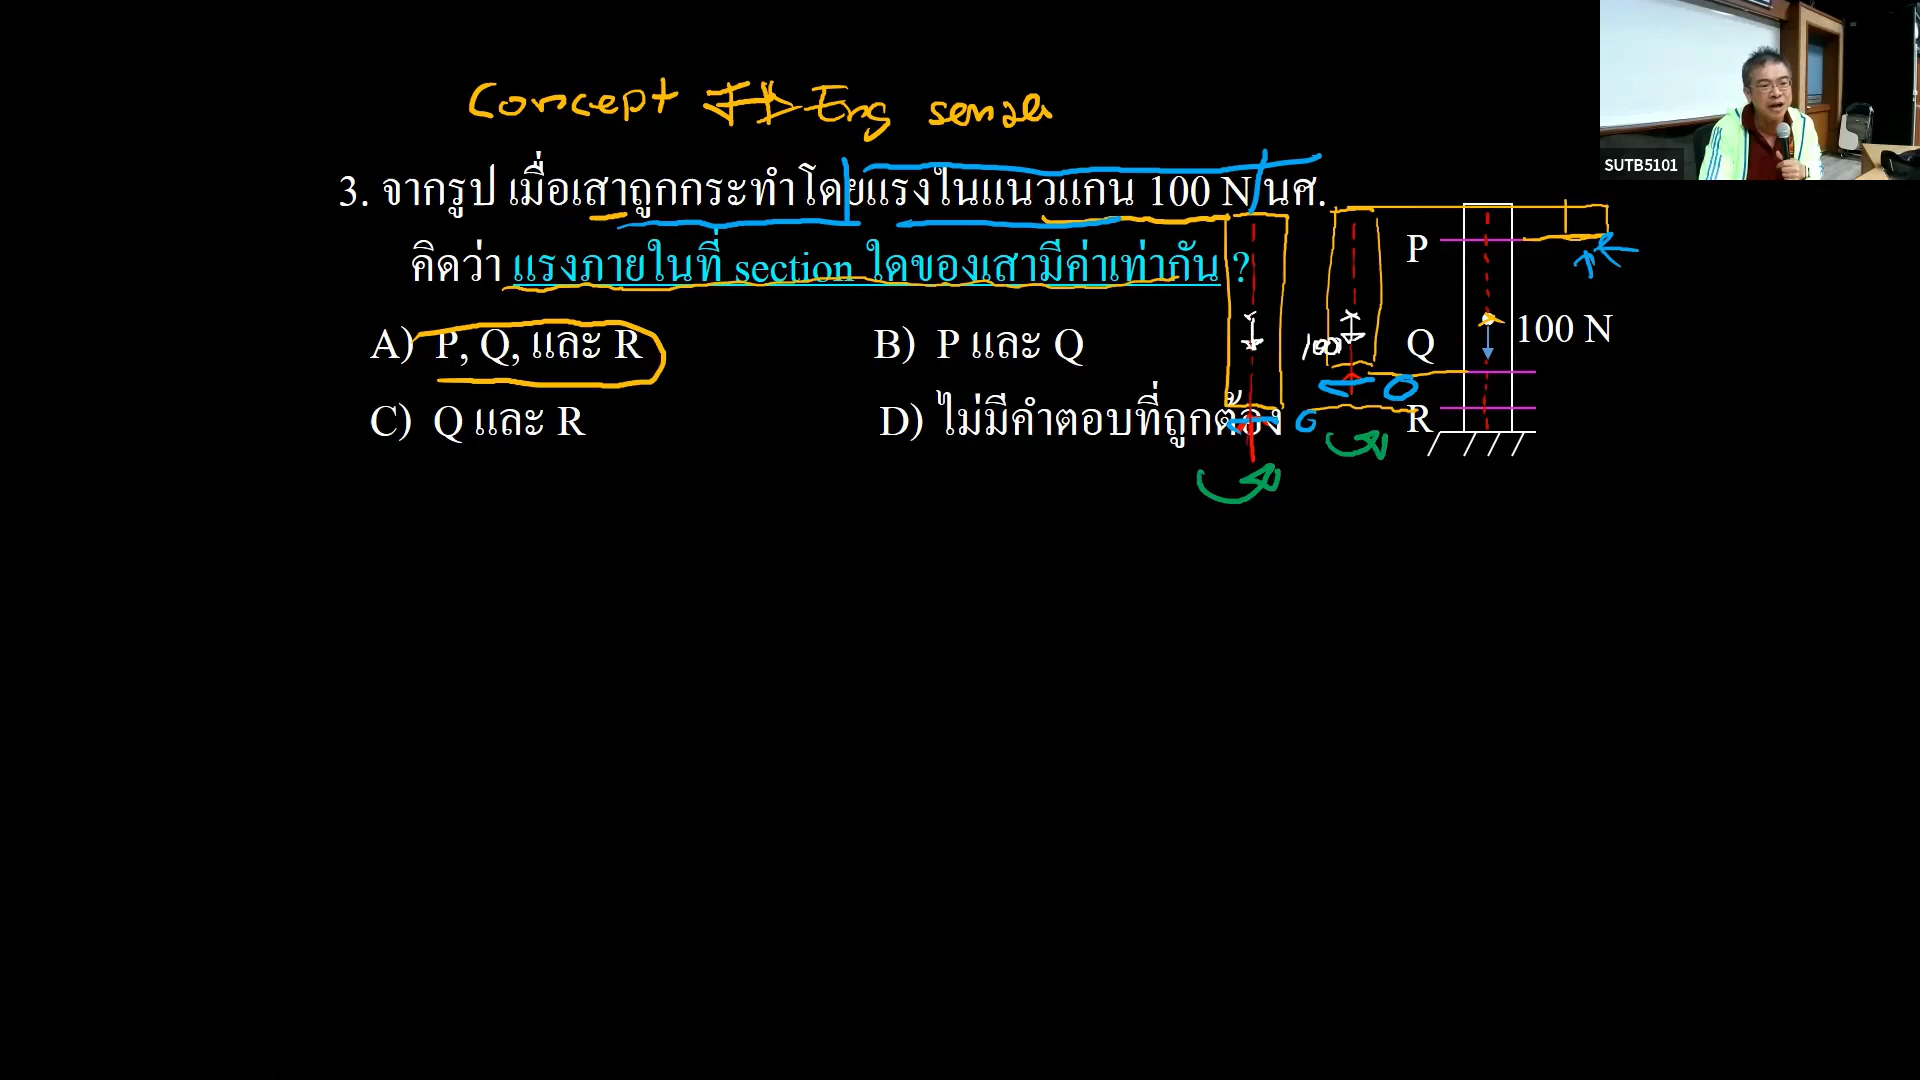 Concept Eng sense
3. จากรูป เมื่อเสาถูกกระทำโดยแรงในแนวแกน 100 N นศ.
คิดว่า แรงภายในที่ section ใดของเสามีค่าเท่ากัน ?
A) P, Q, และ R
B) P และ Q
C) Q และ R
D) ไม่มีคำตอบที่ถูกต้อง
P
100 N
Q
R
100
0
0
SUTB5101